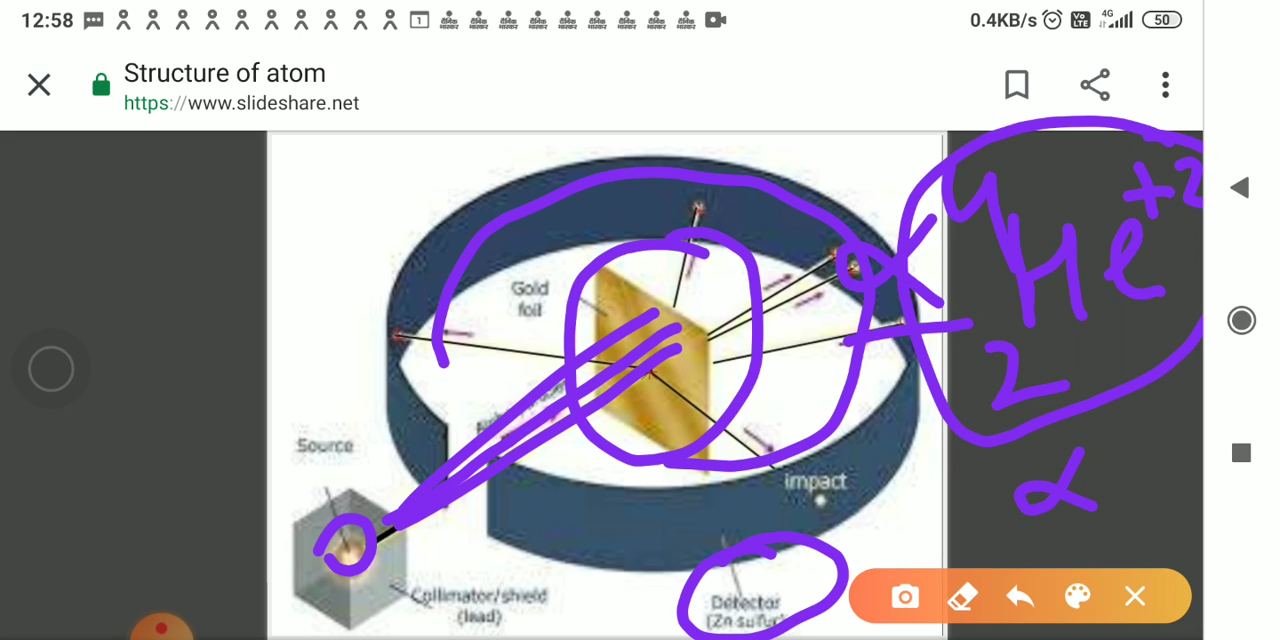 12:58
0.4KB/s
4G
50
Structure of atom
https://www.slideshare.net
Gold
foil
Source
impact
Collimator/shield
(lead)
Detector
4
He
+2
2
α
α